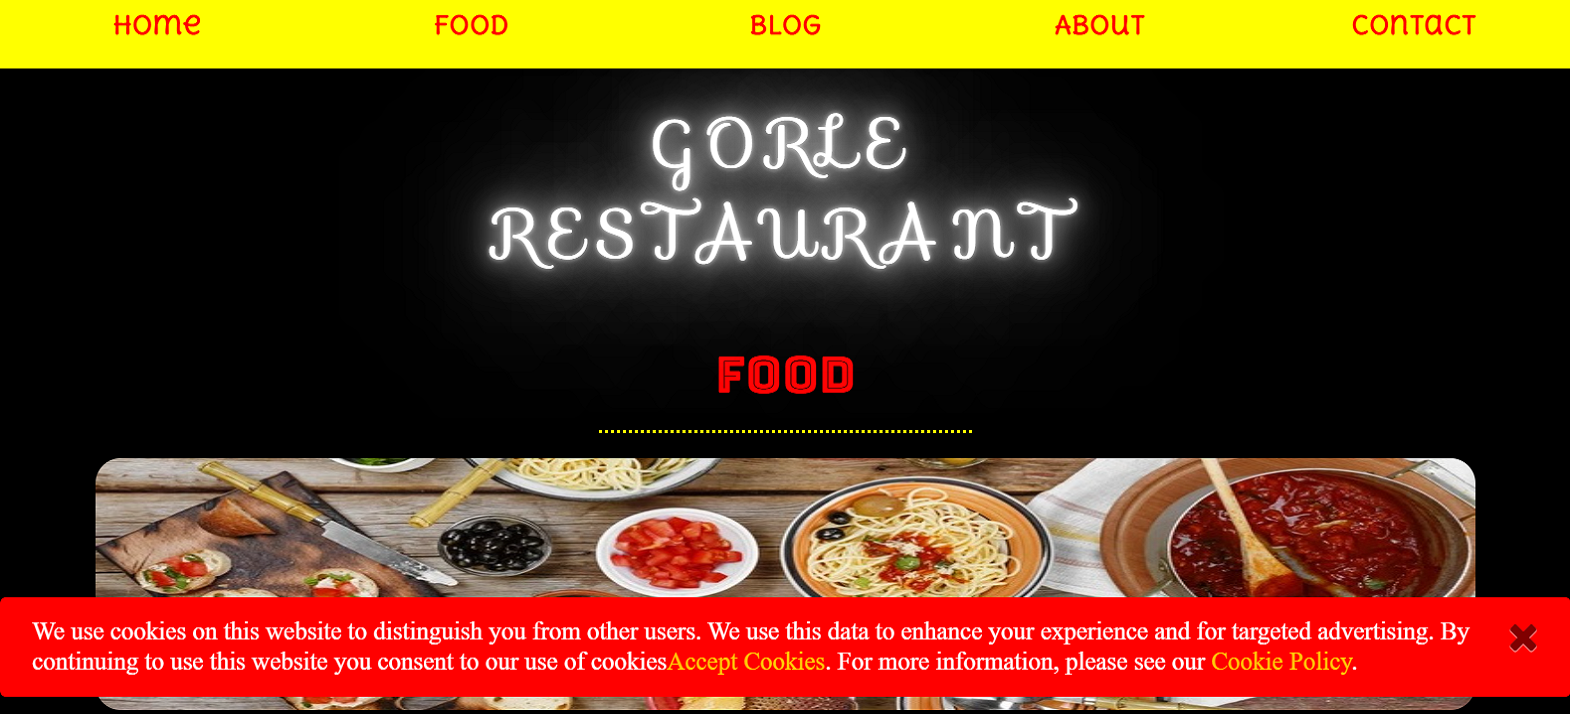 Home FOOD BLOG ABOUT Contact
GORLE
RESTAURANT
FOOD
We use cookies on this website to distinguish you from other users. We use this data to enhance your experience and for targeted advertising. By
continuing to use this website you consent to our use of cookiesAccept Cookies. For more information, please see our Cookie Policy.